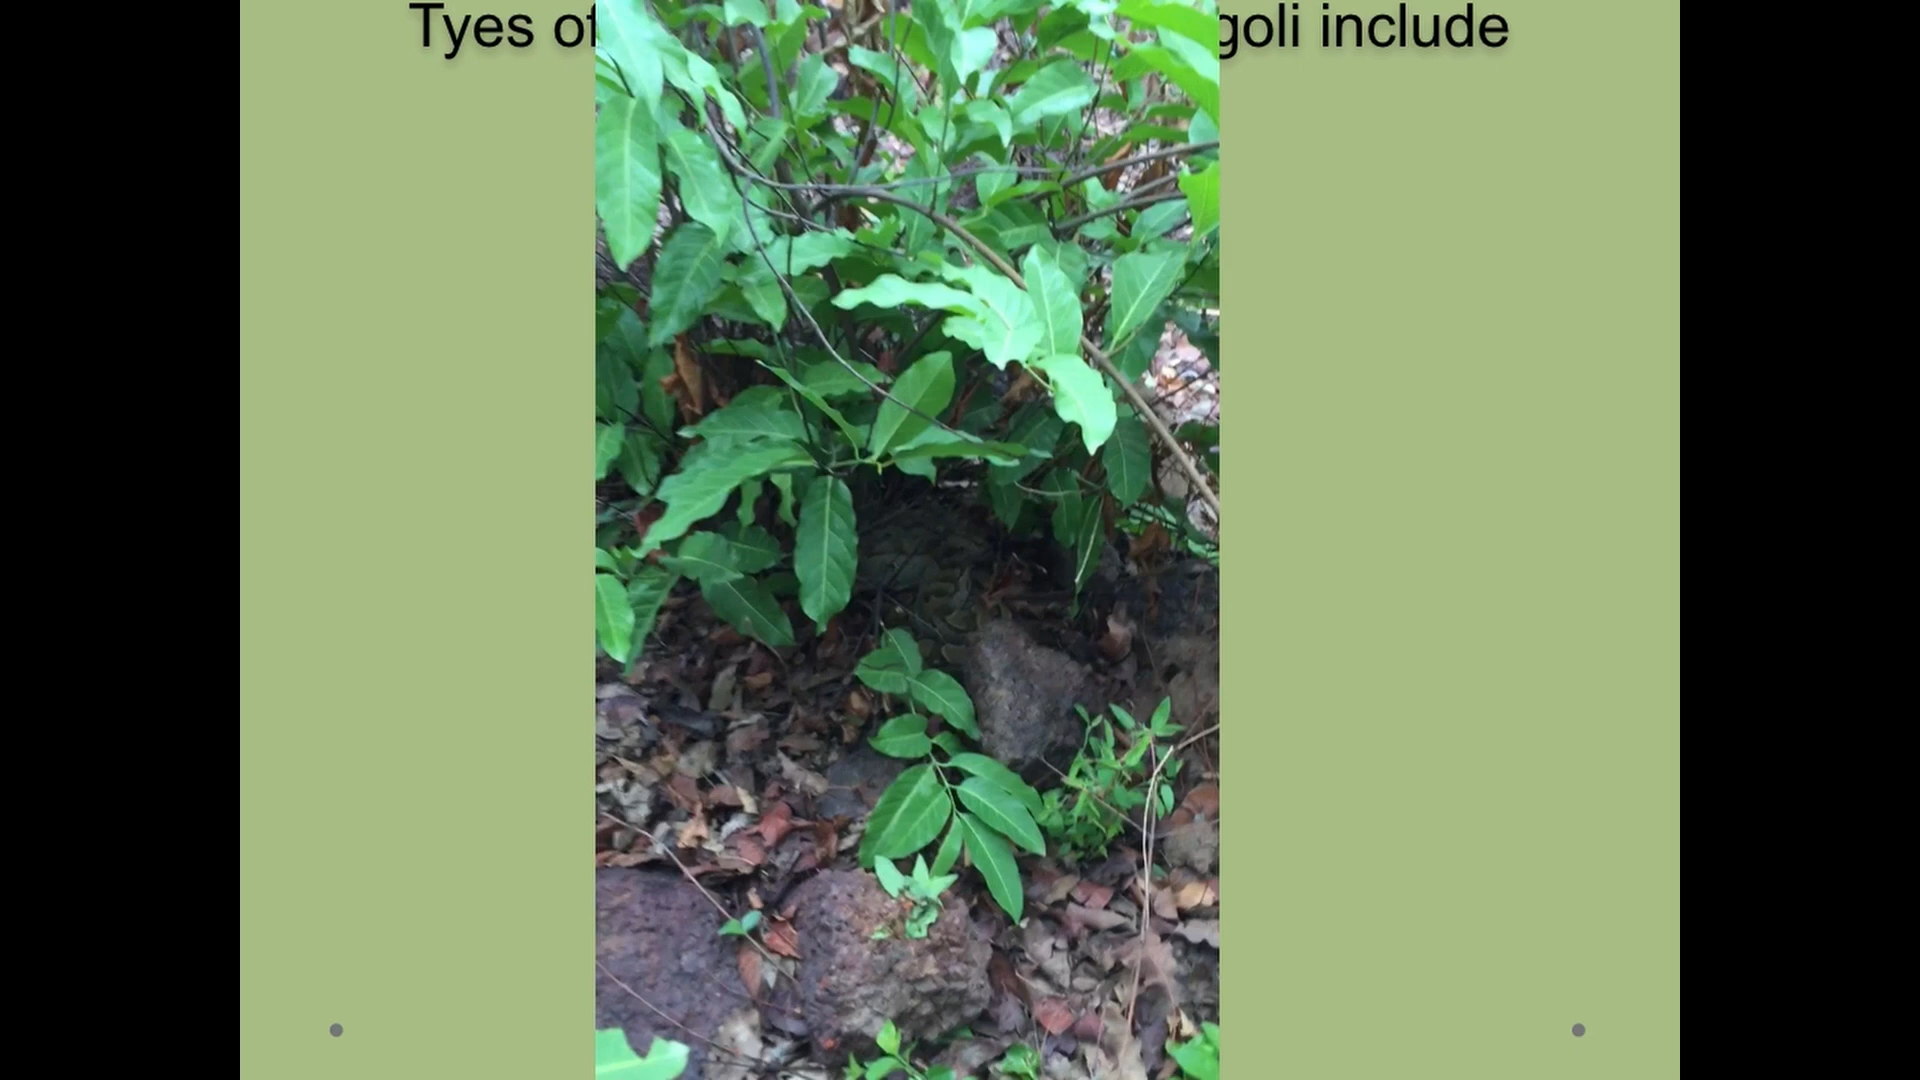 Tyes of goli include